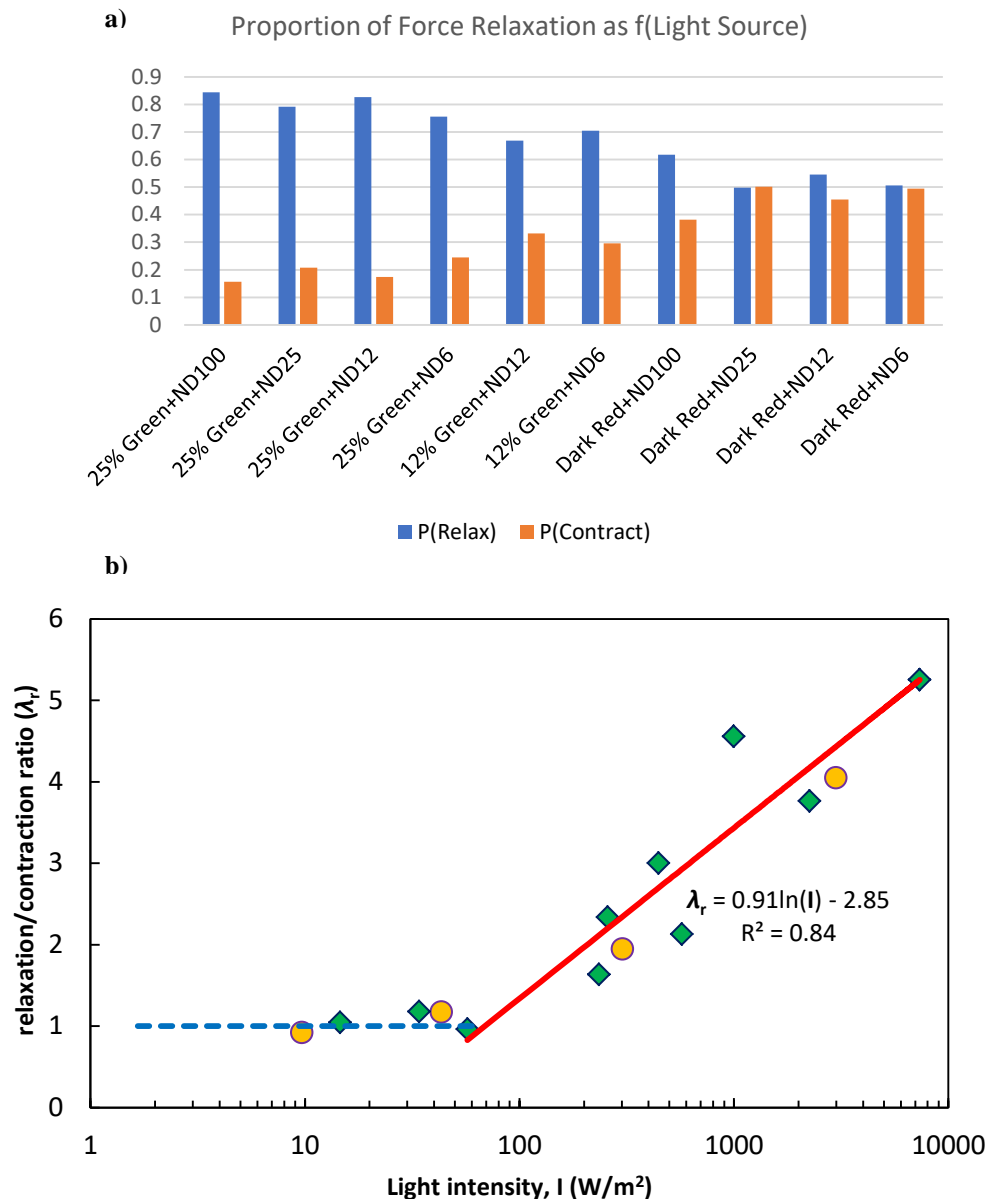 a)
Proportion of Force Relaxation as f(Light Source)
0.9
0.8
0.7
0.6
0.5
0.4
0.3
0.2
0.1
0
25% Green+ND100
25% Green+ND25
25% Green+ND12
25% Green+ND6
12% Green+ND12
12% Green+ND6
Dark Red+ND100
Dark Red+ND25
Dark Red+ND12
Dark Red+ND6
P(Relax) P(Contract)
b)
relaxation/contraction ratio (λr)
6
5
4
3
2
1
0
λr = 0.91ln(I) - 2.85
R² = 0.84
1 10 100 1000 10000
Light intensity, I (W/m²)